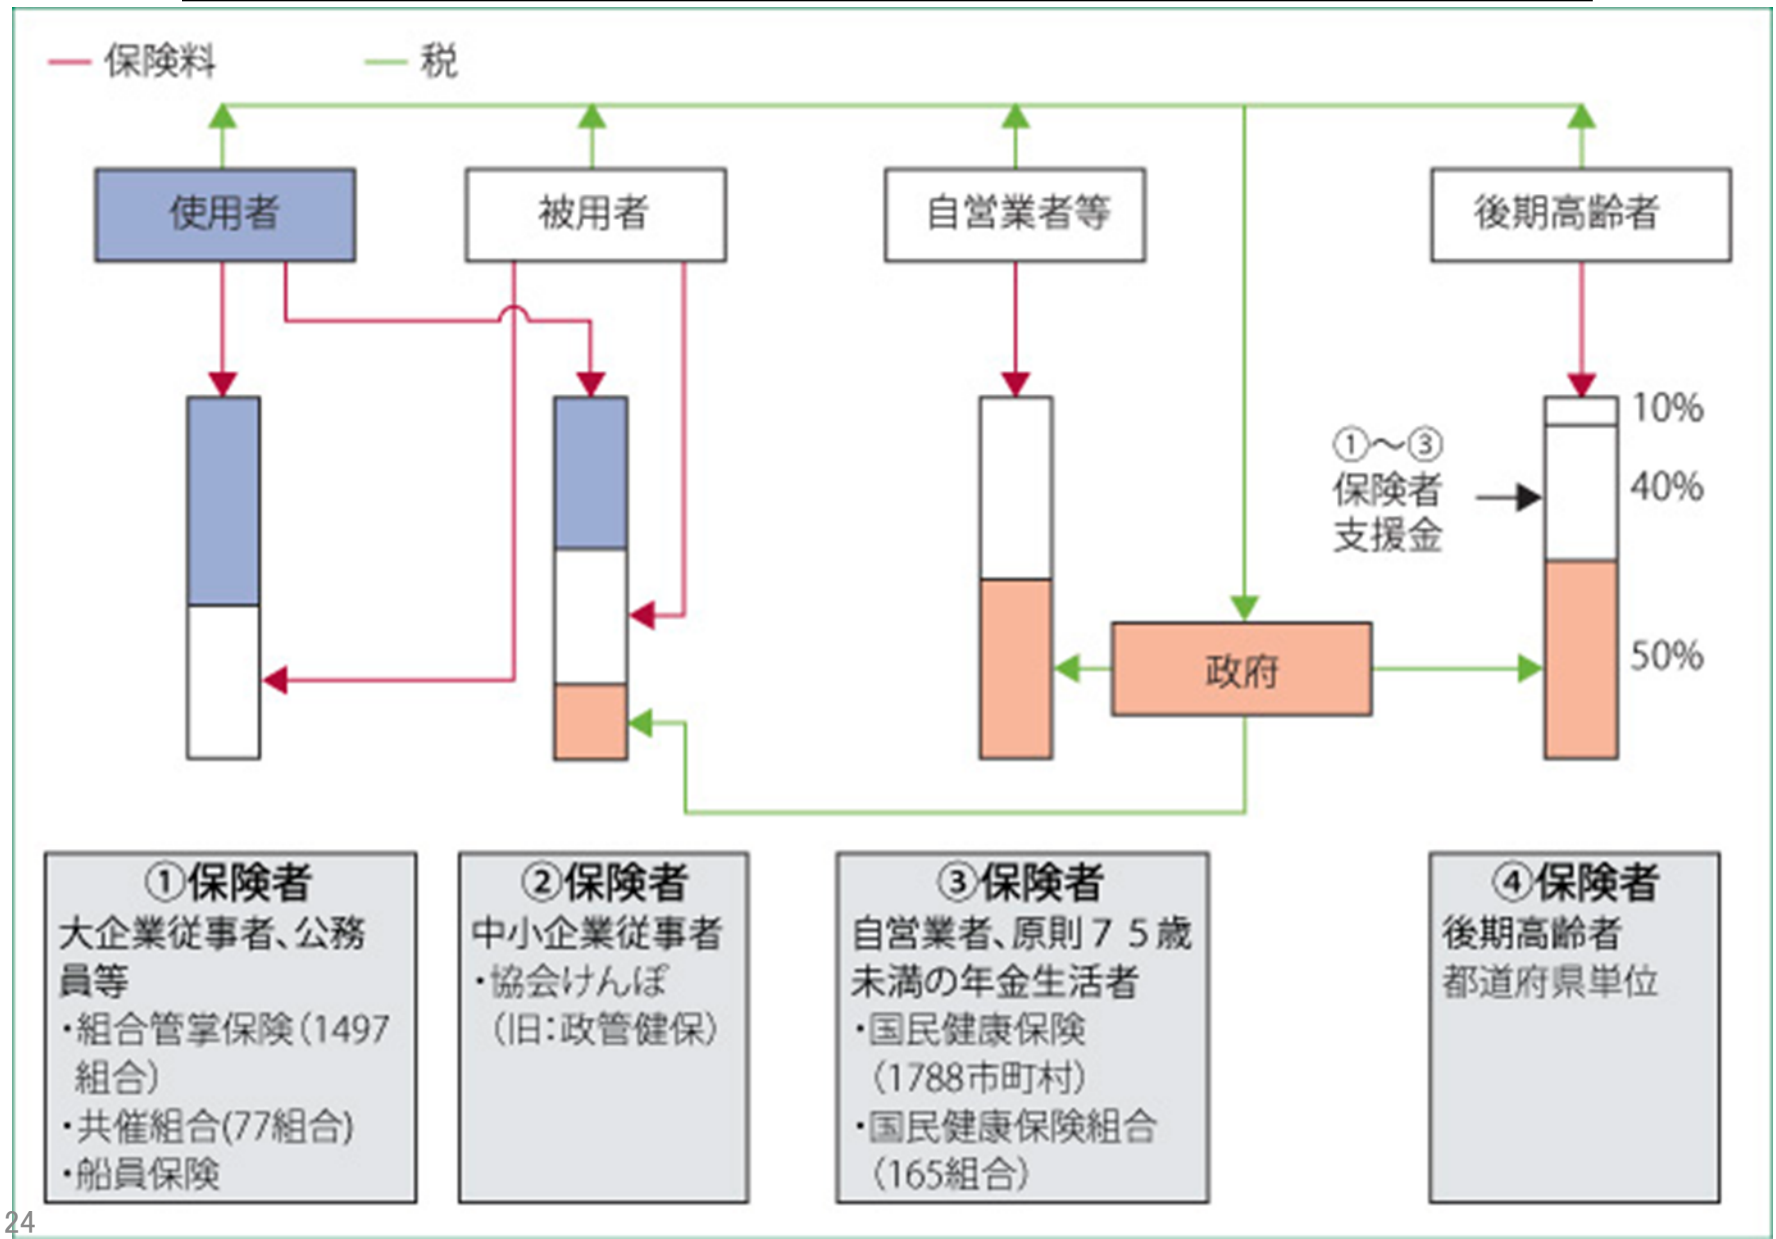 保険料
税
使用者
被用者
自営業者等
後期高齢者
10%
①～③
保険者
支援金
40%
50%
政府
①保険者
大企業従事者、公務
員等
・組合管掌保険（1497
組合）
・共催組合(77組合)
・船員保険
②保険者
中小企業従事者
・協会けんぽ
（旧：政管健保）
③保険者
自営業者、原則７５歳
未満の年金生活者
・国民健康保険
（1788市町村）
・国民健康保険組合
（165組合）
④保険者
後期高齢者
都道府県単位
24